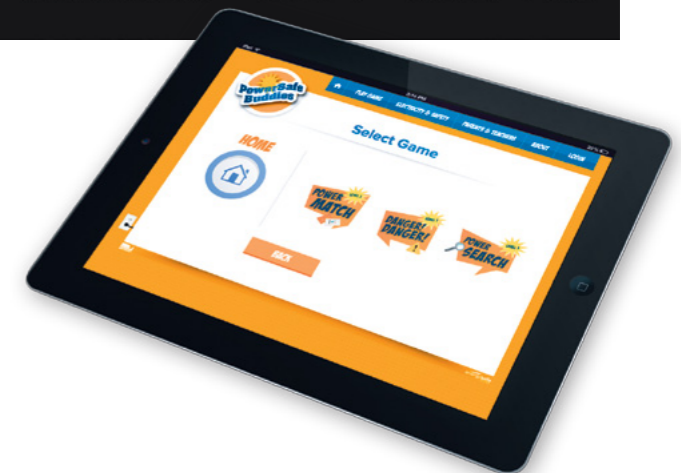 iPad
PowerSafe
Buddies
PLAY GAME
ELECTRICITY & SAFETY
PARENTS & TEACHERS
ABOUT
LOGIN
Select Game
HOME
POWER
MATCH
DANGER!
DANGER!
POWER
SEARCH
BACK